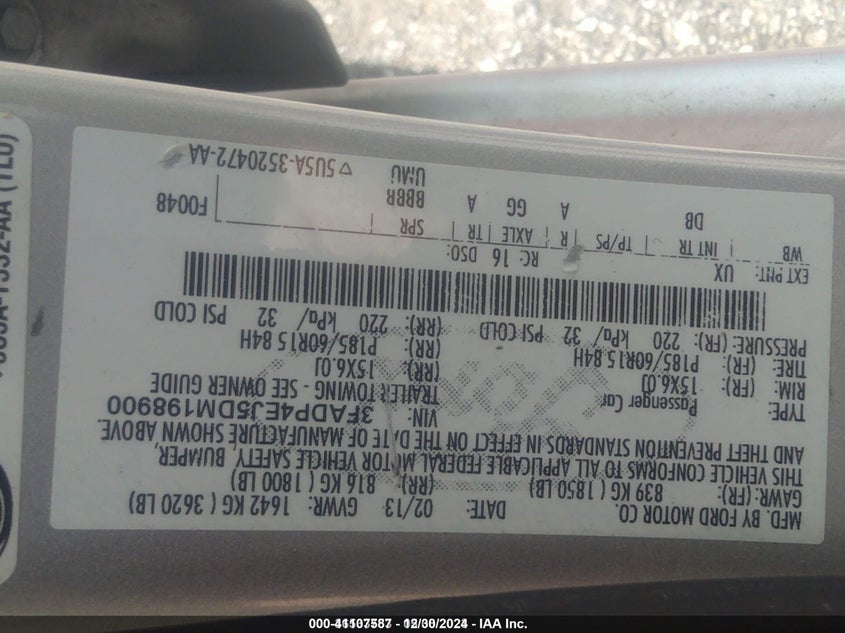 MFD. BY FORD MOTOR CO.
DATE: 02/13 GVWR: 1642 KG ( 3620 LB)
GAWR: (FR): 839 KG ( 1850 LB) (RR): 816 KG ( 1800 LB)
THIS VEHICLE CONFORMS TO ALL APPLICABLE FEDERAL MOTOR VEHICLE SAFETY, BUMPER,
AND THEFT PREVENTION STANDARDS IN EFFECT ON THE DATE OF MANUFACTURE SHOWN ABOVE.
VIN: 3FADP4EJ5DM198900
TYPE: Passenger Car TRAILER TOWING - SEE OWNER GUIDE
RIM: (FR): 15X6.0J (RR): 15X6.0J
TIRE: (FR): P185/60R15 84H (RR): P185/60R15 84H
PRESSURE: (FR): 220 kPa/ 32 PSI COLD (RR): 220 kPa/ 32 PSI COLD
EXT PNT: UX RC: 16 DSO:
WB INT TR TP/PS R AXLE TR SPR F0048
DB A GG A BBBR
▽5U5A-3520472-AA
(TLU)
000-41107587 - 12/30/2024 - IAA Inc.